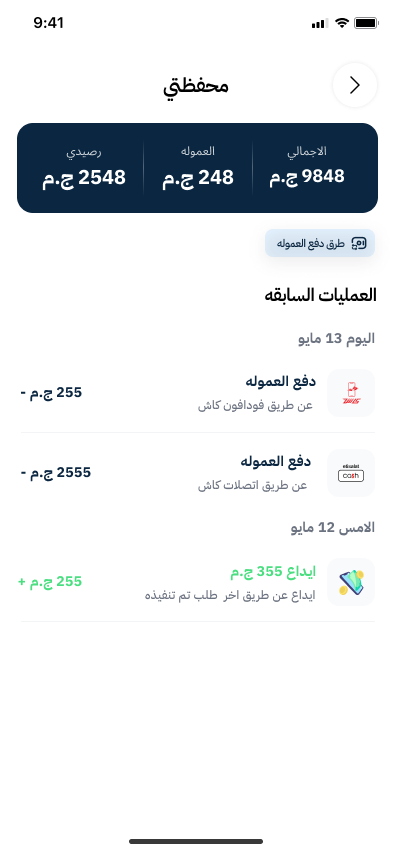 9:41
محفظتي
الاجمالي
9848 ج.م
العموله
248 ج.م
رصيدي
2548 ج.م
طرق دفع العموله
العمليات السابقه
اليوم 13 مايو
دفع العموله
عن طريق فودافون كاش
255 ج.م -
دفع العموله
عن طريق اتصلات كاش
2555 ج.م -
etisalat
cash
الامس 12 مايو
ايداع 355 ج.م
ايداع عن طريق اخر طلب تم تنفيذه
255 ج.م +